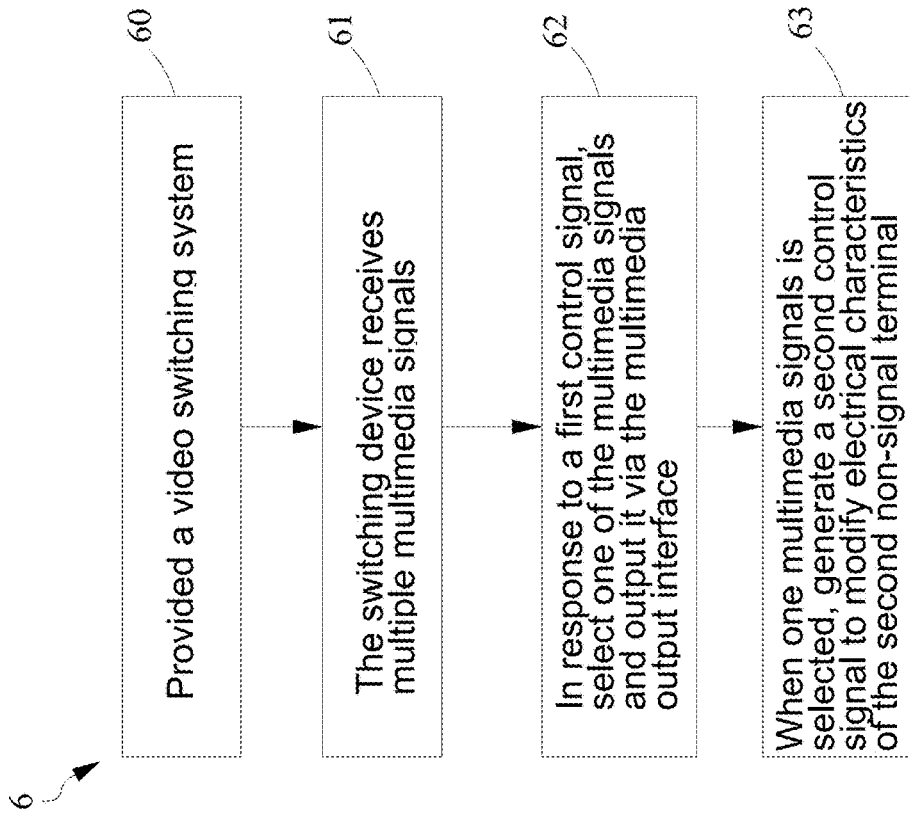 6
Provided a video switching system
60
The switching device receives
multiple multimedia signals
61
In response to a first control signal,
select one of the multimedia signals
and output it via the multimedia
output interface
62
When one multimedia signals is
selected, generate a second control
signal to modify electrical characteristics
of the second non-signal terminal
63